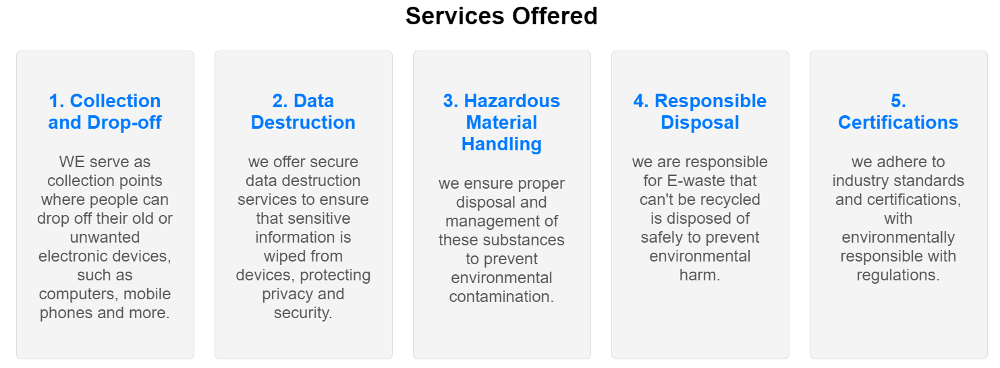 Services Offered
1. Collection
and Drop-off
WE serve as
collection points
where people can
drop off their old or
unwanted
electronic devices,
such as
computers, mobile
phones and more.
2. Data
Destruction
we offer secure
data destruction
services to ensure
that sensitive
information is
wiped from
devices, protecting
privacy and
security.
3. Hazardous
Material
Handling
we ensure proper
disposal and
management of
these substances
to prevent
environmental
contamination.
4. Responsible
Disposal
we are responsible
for E-waste that
can't be recycled
is disposed of
safely to prevent
environmental
harm.
5.
Certifications
we adhere to
industry standards
and certifications,
with
environmentally
responsible with
regulations.